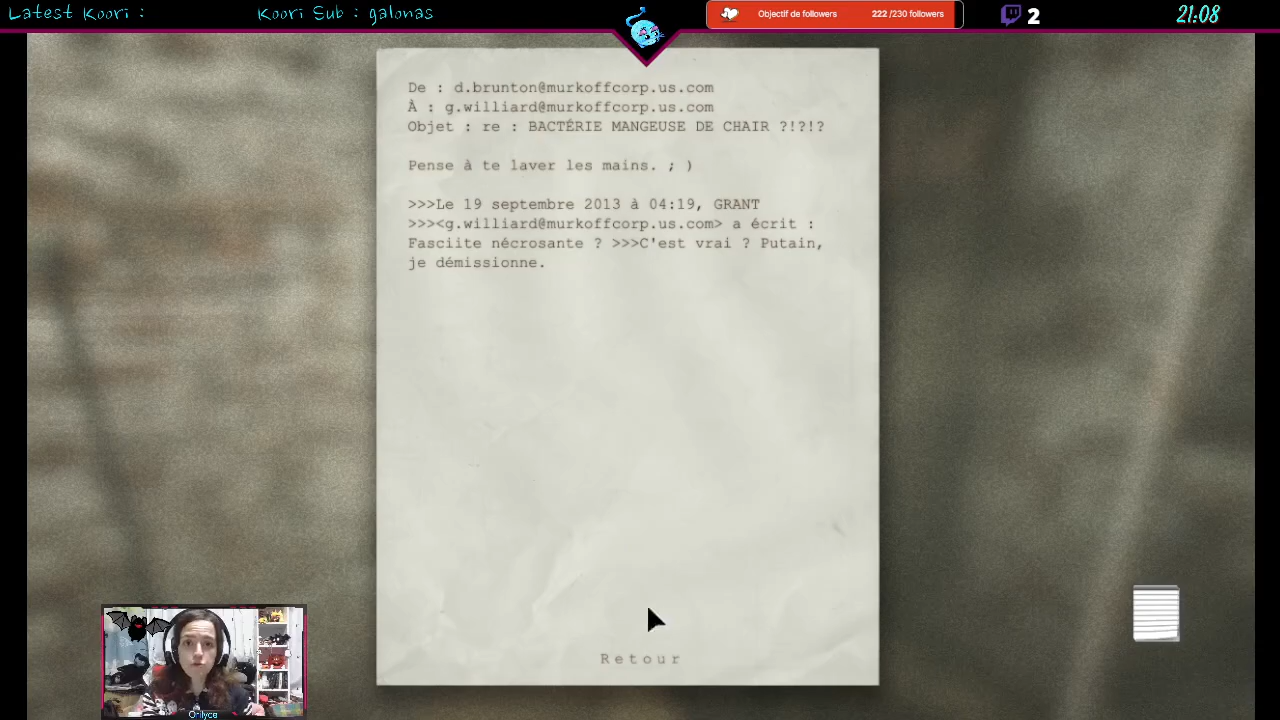 Latest Koori :
Koori Sub : galonas
Objectif de followers
222 /230 followers
2
21:08
De : d.brunton@murkoffcorp.us.com
À : g.williard@murkoffcorp.us.com
Objet : re : BACTÉRIE MANGEUSE DE CHAIR ?!?!?
Pense à te laver les mains. ; )
>>>Le 19 septembre 2013 à 04:19, GRANT
>>><g.williard@murkoffcorp.us.com> a écrit :
Fasciite nécrosante ? >>>C'est vrai ? Putain,
je démissionne.
Retour
Orilyce